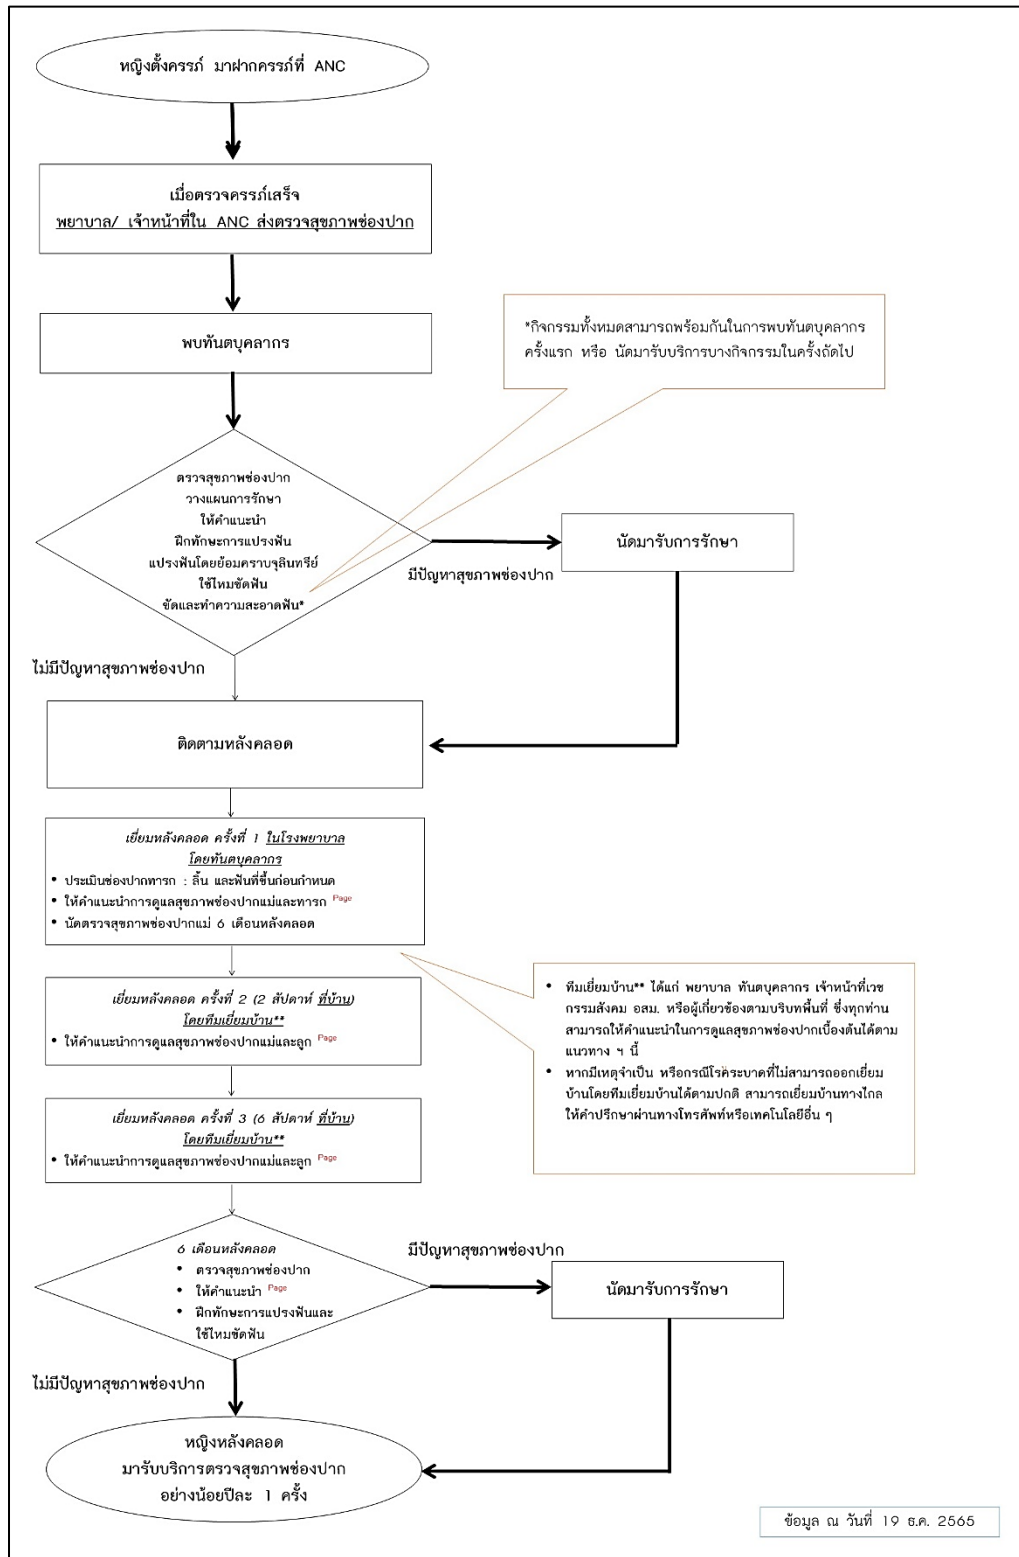 หญิงตั้งครรภ์ มาฝากครรภ์ที่ ANC
เมื่อตรวจครรภ์เสร็จ
พยาบาล/ เจ้าหน้าที่ใน ANC ส่งตรวจสุขภาพช่องปาก
พบทันตบุคลากร
*กิจกรรมทั้งหมดสามารถพร้อมกันในการพบทันตบุคลากร
ครั้งแรก หรือ นัดมารับบริการบางกิจกรรมในครั้งถัดไป
ตรวจสุขภาพช่องปาก
วางแผนการรักษา
ให้คำแนะนำ
ฝึกทักษะการแปรงฟัน
แปรงฟันโดยย้อมคราบจุลินทรีย์
ใช้ไหมขัดฟัน
ขัดและทำความสะอาดฟัน*
มีปัญหาสุขภาพช่องปาก
นัดมารับการรักษา
ไม่มีปัญหาสุขภาพช่องปาก
ติดตามหลังคลอด
เยี่ยมหลังคลอด ครั้งที่ 1 ในโรงพยาบาล
โดยทันตบุคลากร
• ประเมินช่องปากทารก : ลิ้น และฟันที่ขึ้นก่อนกำหนด
• ให้คำแนะนำการดูแลสุขภาพช่องปากแม่และทารก Page
• นัดตรวจสุขภาพช่องปากแม่ 6 เดือนหลังคลอด
เยี่ยมหลังคลอด ครั้งที่ 2 (2 สัปดาห์ ที่บ้าน)
โดยทีมเยี่ยมบ้าน**
• ให้คำแนะนำการดูแลสุขภาพช่องปากแม่และลูก Page
เยี่ยมหลังคลอด ครั้งที่ 3 (6 สัปดาห์ ที่บ้าน)
โดยทีมเยี่ยมบ้าน**
• ให้คำแนะนำการดูแลสุขภาพช่องปากแม่และลูก Page
• ทีมเยี่ยมบ้าน** ได้แก่ พยาบาล ทันตบุคลากร เจ้าหน้าที่เวช
กรรมสังคม อสม. หรือผู้เกี่ยวข้องตามบริบทพื้นที่ ซึ่งทุกท่าน
สามารถให้คำแนะนำในการดูแลสุขภาพช่องปากเบื้องต้นได้ตาม
แนวทาง ฯ นี้
• หากมีเหตุจำเป็น หรือกรณีโรคระบาดที่ไม่สามารถออกเยี่ยม
บ้านโดยทีมเยี่ยมบ้านได้ตามปกติ สามารถเยี่ยมบ้านทางไกล
ให้คำปรึกษาผ่านทางโทรศัพท์หรือเทคโนโลยีอื่น ๆ
6 เดือนหลังคลอด
• ตรวจสุขภาพช่องปาก
• ให้คำแนะนำ Page
• ฝึกทักษะการแปรงฟันและ
ใช้ไหมขัดฟัน
มีปัญหาสุขภาพช่องปาก
นัดมารับการรักษา
ไม่มีปัญหาสุขภาพช่องปาก
หญิงหลังคลอด
มารับบริการตรวจสุขภาพช่องปาก
อย่างน้อยปีละ 1 ครั้ง
ข้อมูล ณ วันที่ 19 ธ.ค. 2565